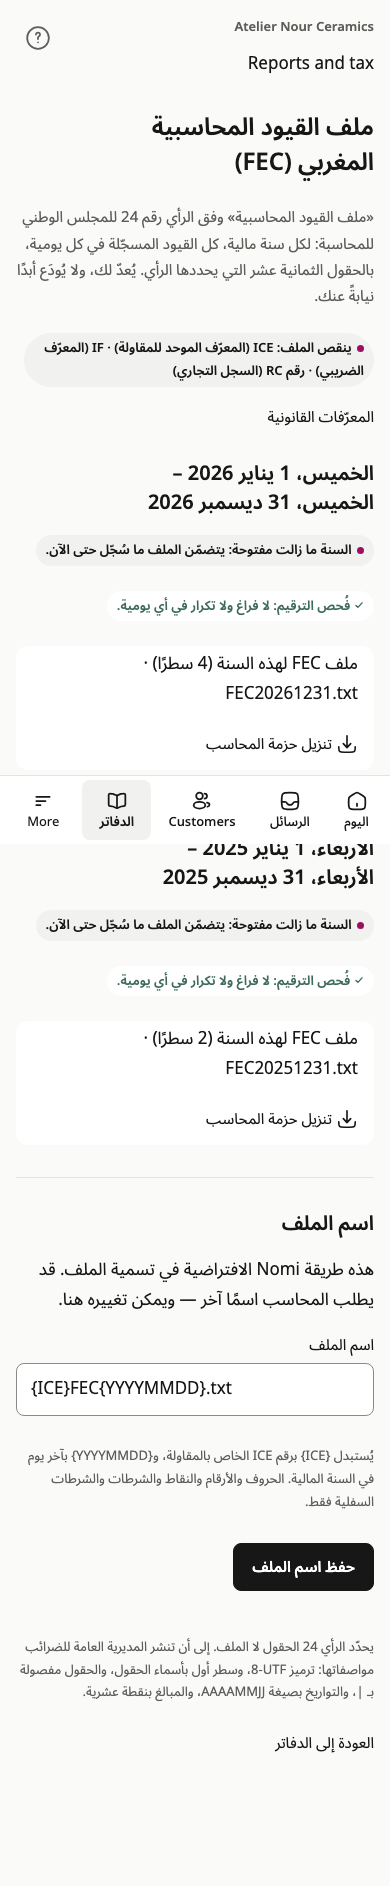 Atelier Nour Ceramics
Reports and tax
ملف القيود المحاسبية
المغربي (FEC)
«ملف القيود المحاسبية» وفق الرأي رقم 24 للمجلس الوطني
للمحاسبة: لكل سنة مالية، كل القيود المسجّلة في كل يومية،
بالحقول الثمانية عشر التي يحددها الرأي. يُعدّ لك، ولا يُودَع أبدًا
نيابةً عنك.
ينقص الملف: ICE (المعرّف الموحد للمقاولة) · IF (المعرّف
الضريبي) · رقم RC (السجل التجاري)
المعرّفات القانونية
الخميس، 1 يناير 2026 –
الخميس، 31 ديسمبر 2026
السنة ما زالت مفتوحة: يتضمّن الملف ما سُجّل حتى الآن.
✓ فُحص الترقيم: لا فراغ ولا تكرار في أي يومية.
ملف FEC لهذه السنة (4 سطرًا) ·
FEC20261231.txt
تنزيل حزمة المحاسب
اليوم
الرسائل
Customers
الدفاتر
More
الأربعاء، 1 يناير 2025 –
الأربعاء، 31 ديسمبر 2025
السنة ما زالت مفتوحة: يتضمّن الملف ما سُجّل حتى الآن.
✓ فُحص الترقيم: لا فراغ ولا تكرار في أي يومية.
ملف FEC لهذه السنة (2 سطرًا) ·
FEC20251231.txt
تنزيل حزمة المحاسب
اسم الملف
هذه طريقة Nomi الافتراضية في تسمية الملف. قد
يطلب المحاسب اسمًا آخر — ويمكن تغييره هنا.
اسم الملف
{ICE}FEC{YYYYMMDD}.txt
يُستبدل {ICE} برقم ICE الخاص بالمقاولة، و{YYYYMMDD} بآخر يوم
في السنة المالية. الحروف والأرقام والنقاط والشرطات والشرطات
السفلية فقط.
حفظ اسم الملف
يحدّد الرأي 24 الحقول لا الملف. إلى أن تنشر المديرية العامة للضرائب
مواصفاتها: ترميز UTF-8، وسطر أول بأسماء الحقول، والحقول مفصولة
بـ |، والتواريخ بصيغة AAAAMMJJ، والمبالغ بنقطة عشرية.
العودة إلى الدفاتر